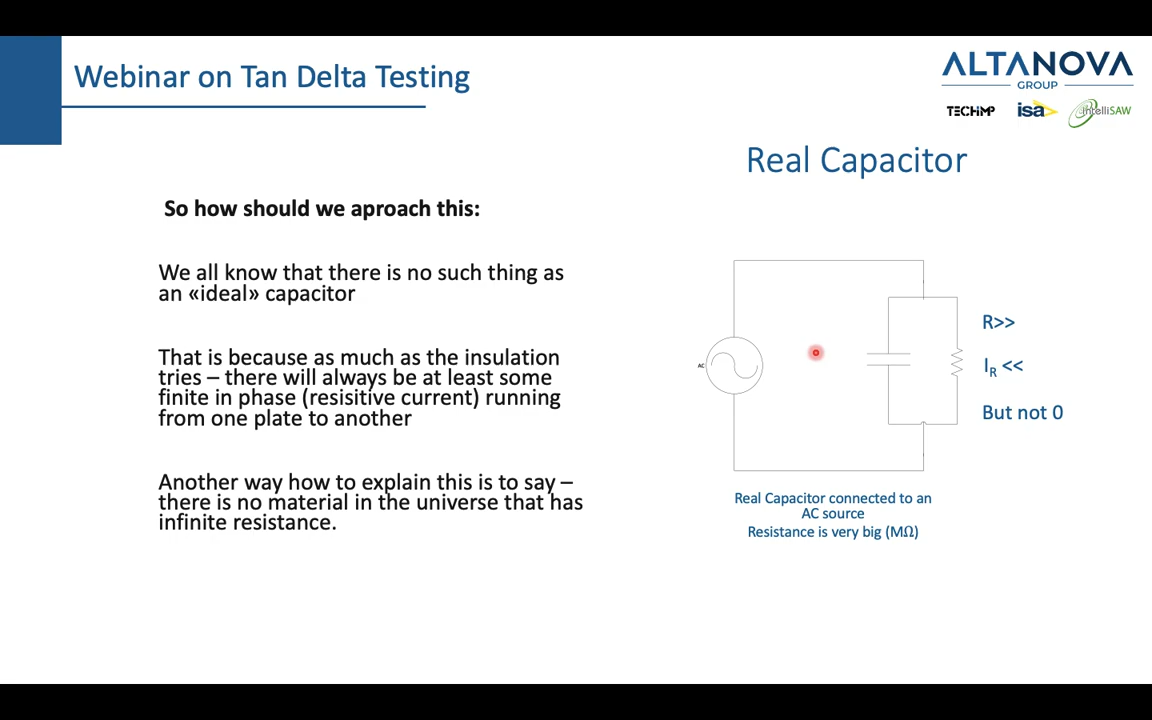 Webinar on Tan Delta Testing
ALTANOVA
GROUP
TECHIMP
isa
intelliSAW
Real Capacitor
So how should we aproach this:
We all know that there is no such thing as
an «ideal» capacitor
That is because as much as the insulation
tries – there will always be at least some
finite in phase (resisitive current) running
from one plate to another
Another way how to explain this is to say –
there is no material in the universe that has
infinite resistance.
AC
R>>
IR <<
But not 0
Real Capacitor connected to an
AC source
Resistance is very big (MΩ)